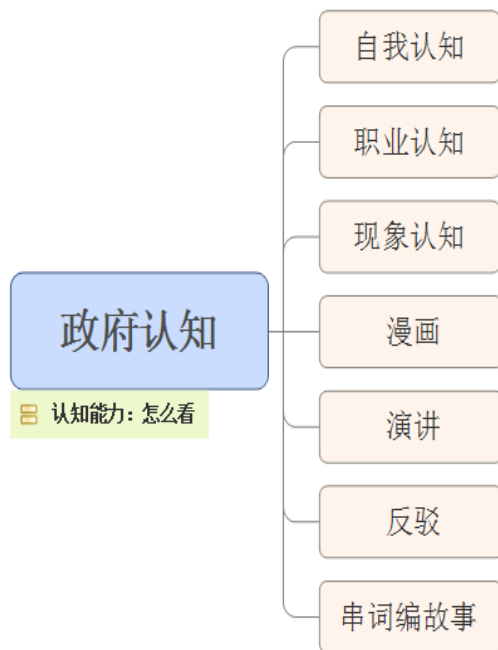 自我认知
职业认知
现象认知
政府认知
漫画
认知能力：怎么看
演讲
反驳
串词编故事